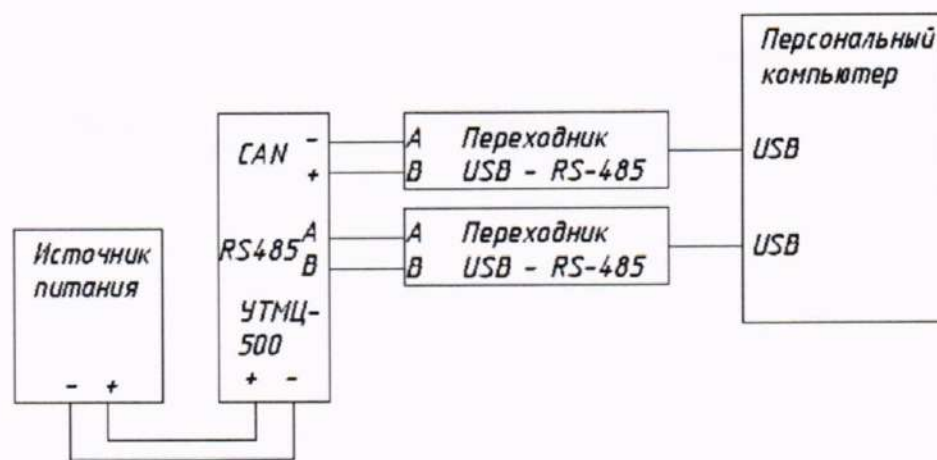 Персональный
компьютер
CAN - A Переходник
+ B USB - RS-485 USB
RS485 A A Переходник
B B USB - RS-485 USB
Источник
питания
УТМЦ-
500
- +
+ -